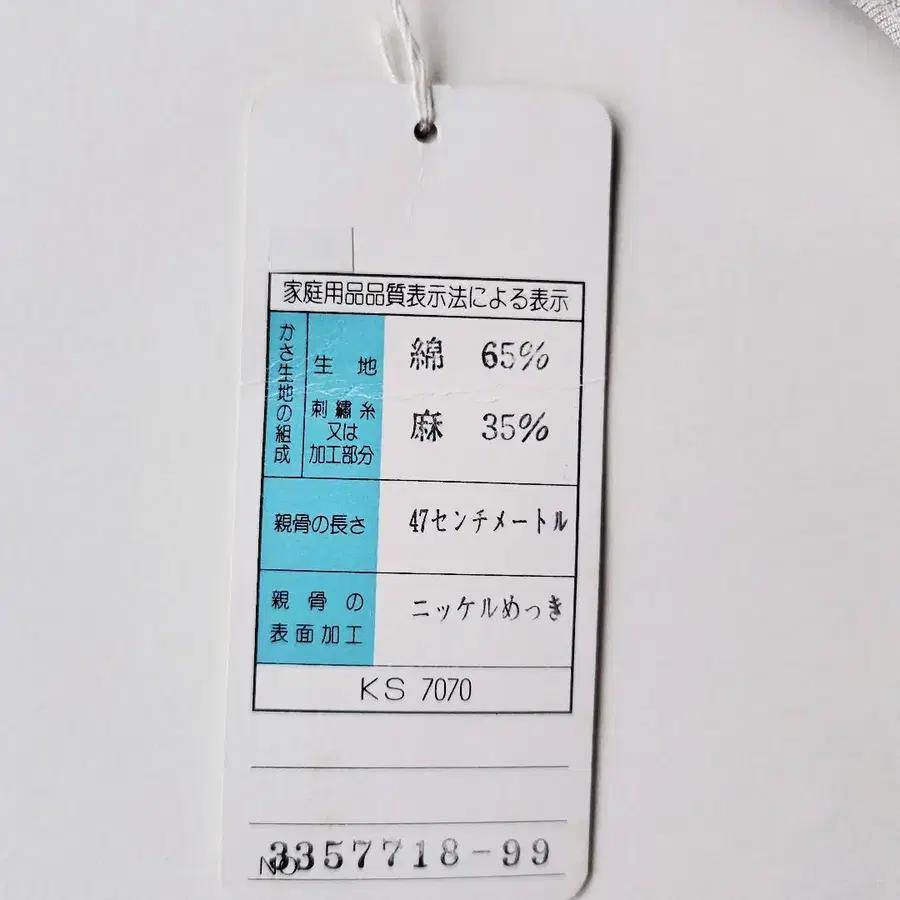 家庭用品品質表示法による表示
かさ生地の組成
生地 綿 65%
刺繡糸 麻 35%
又は
加工部分
親骨の長さ 47センチメートル
親骨の ニッケルめっき
表面加工
KS 7070
NO 3357718-99